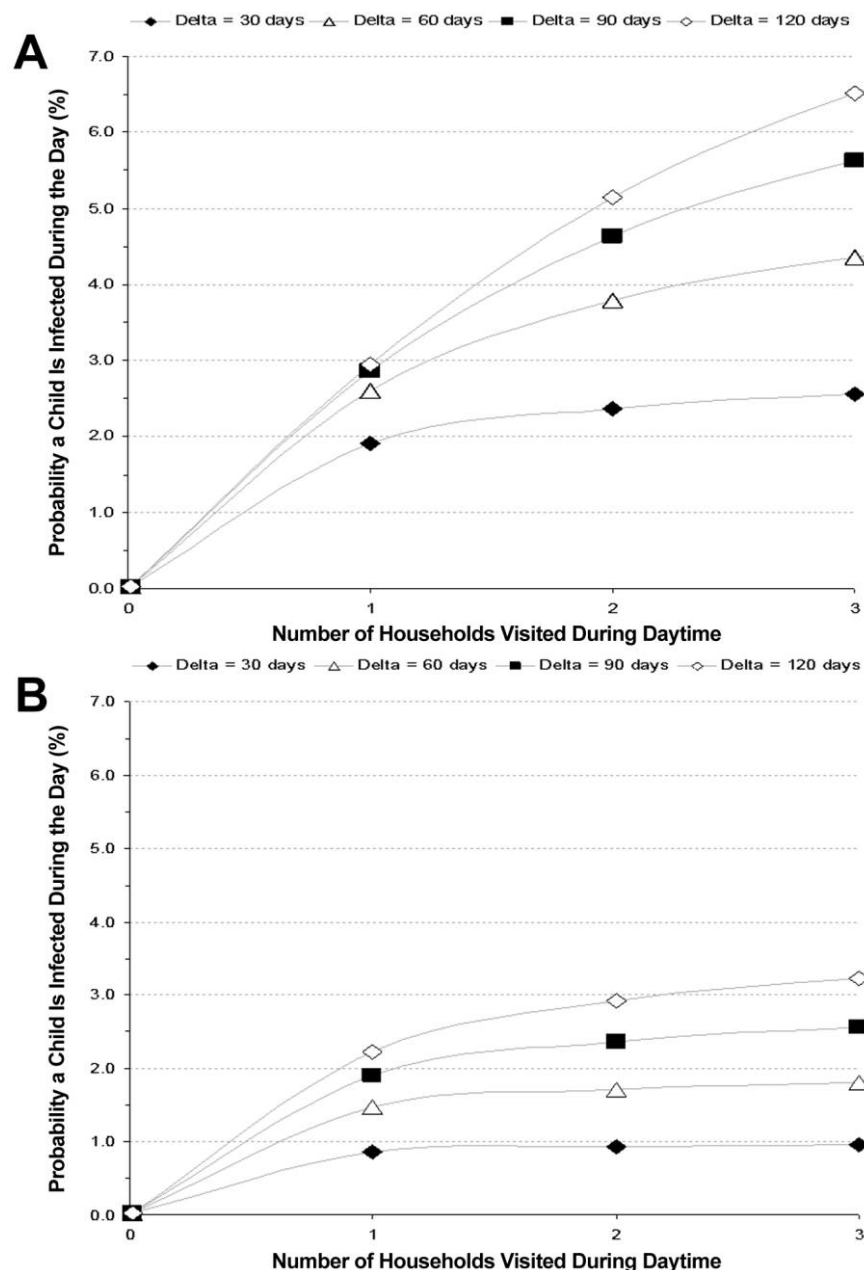 Delta = 30 days Delta = 60 days Delta = 90 days Delta = 120 days
A
Probability a Child Is Infected During the Day (%)
7.0
6.0
5.0
4.0
3.0
2.0
1.0
0.0
0 1 2 3
Number of Households Visited During Daytime
Delta = 30 days Delta = 60 days Delta = 90 days Delta = 120 days
B
Probability a Child Is Infected During the Day (%)
7.0
6.0
5.0
4.0
3.0
2.0
1.0
0.0
0 1 2 3
Number of Households Visited During Daytime